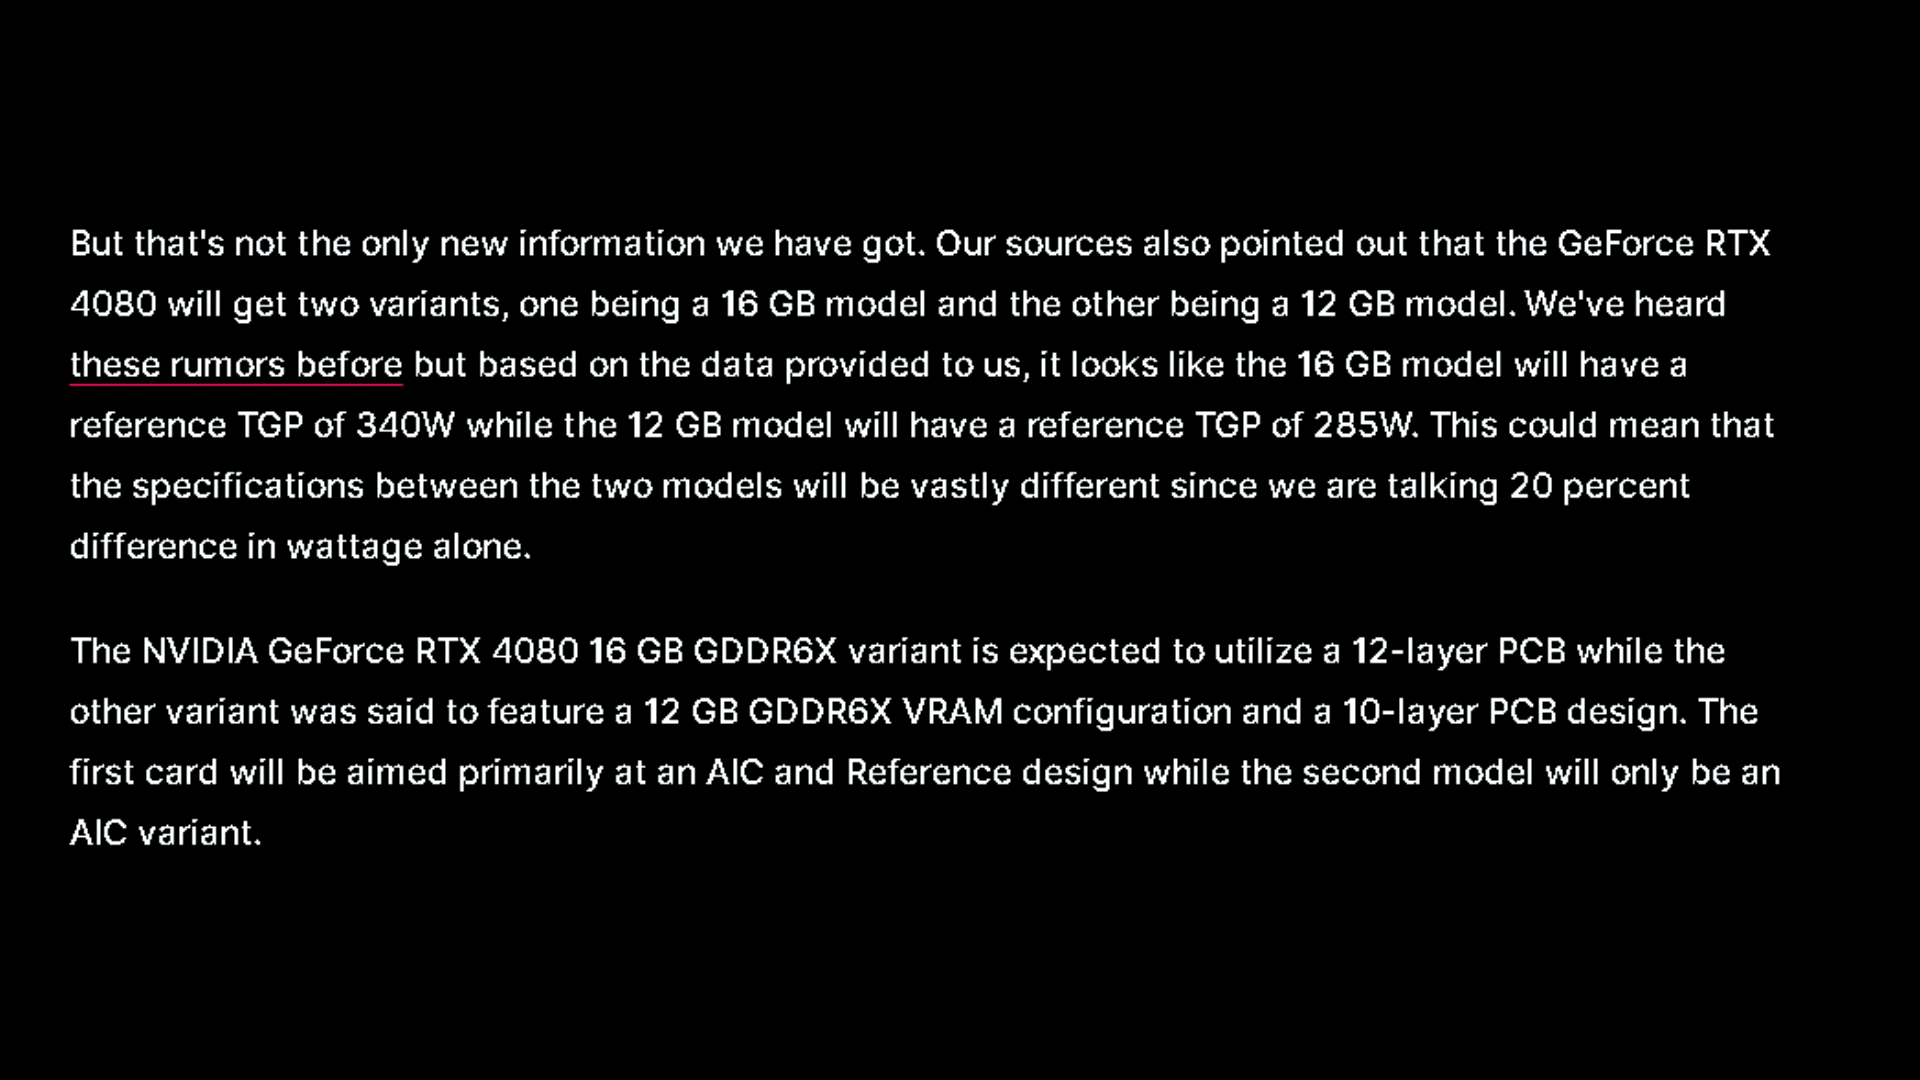 But that's not the only new information we have got. Our sources also pointed out that the GeForce RTX
4080 will get two variants, one being a 16 GB model and the other being a 12 GB model. We've heard
these rumors before but based on the data provided to us, it looks like the 16 GB model will have a
reference TGP of 340W while the 12 GB model will have a reference TGP of 285W. This could mean that
the specifications between the two models will be vastly different since we are talking 20 percent
difference in wattage alone.
The NVIDIA GeForce RTX 4080 16 GB GDDR6X variant is expected to utilize a 12-layer PCB while the
other variant was said to feature a 12 GB GDDR6X VRAM configuration and a 10-layer PCB design. The
first card will be aimed primarily at an AIC and Reference design while the second model will only be an
AIC variant.